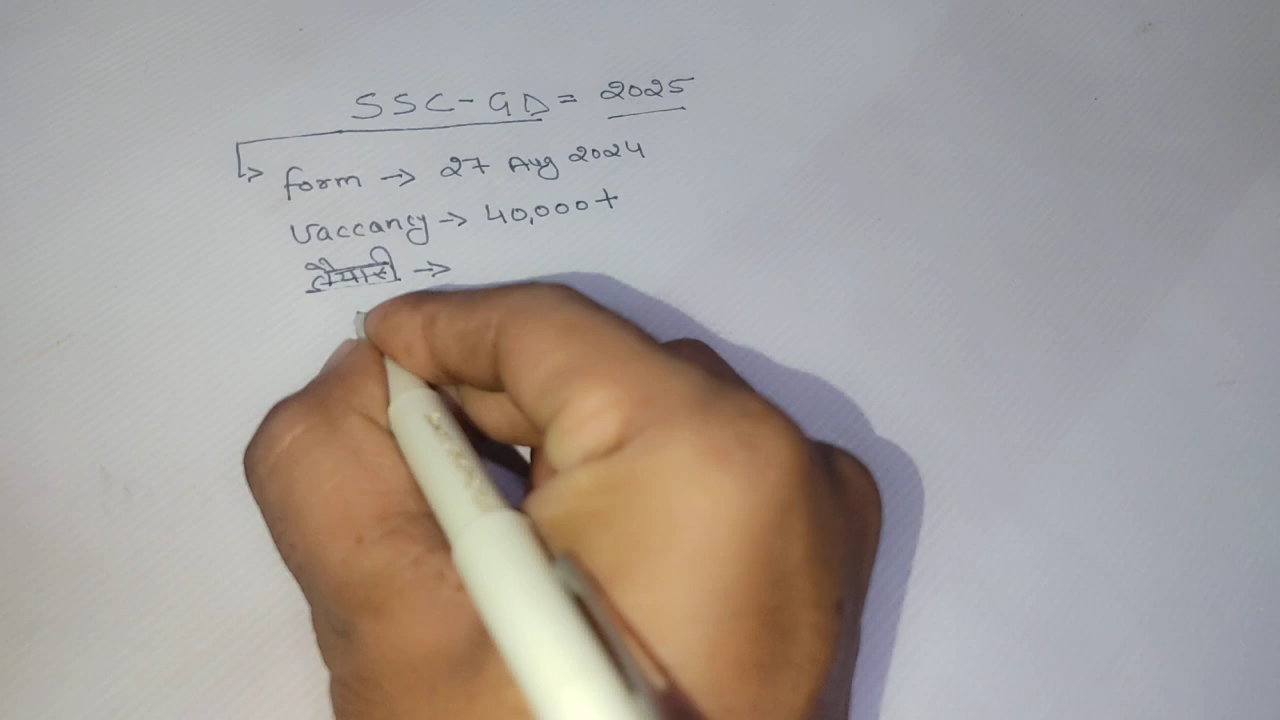 SSC-GD = 2025
↳ form → 27 Aug 2024
Vaccancy → 40,000+
तैयारी →